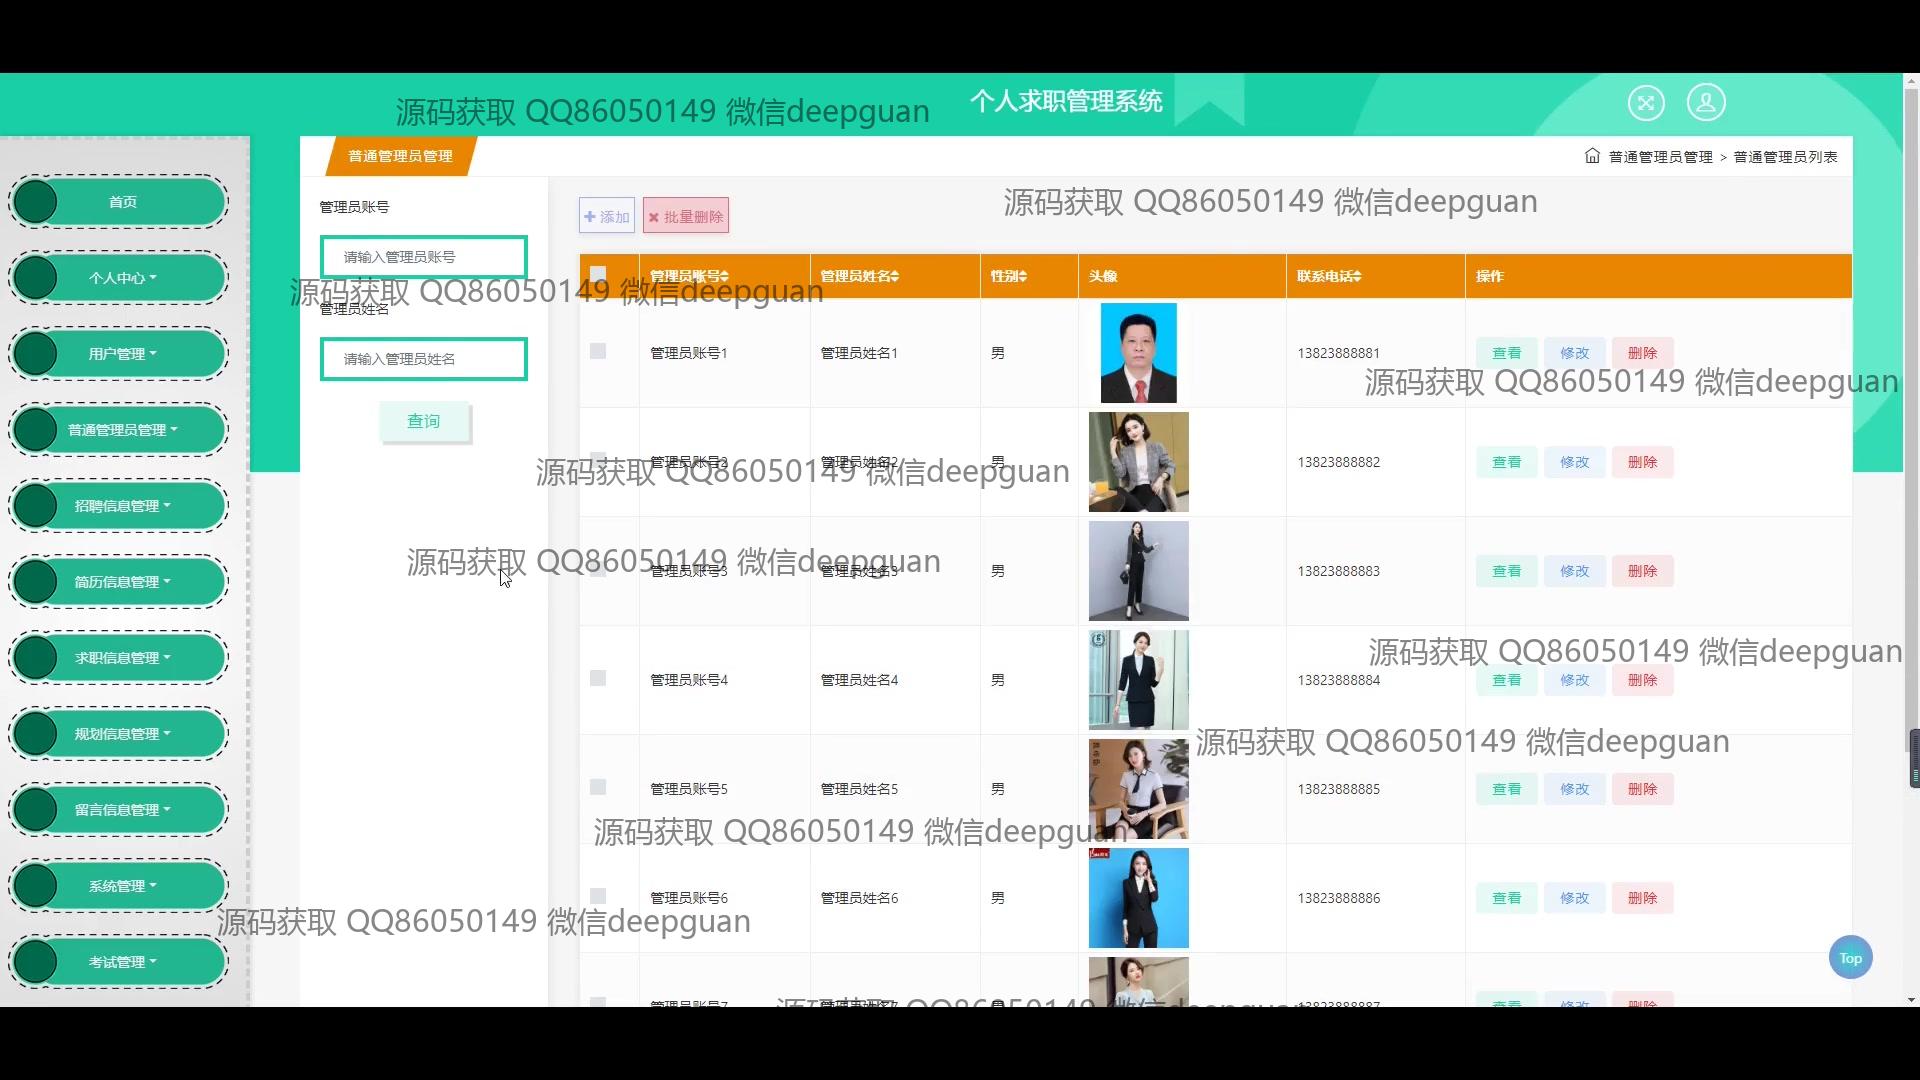 个人求职管理系统
源码获取 QQ86050149 微信deepguan
普通管理员管理
普通管理员管理 > 普通管理员列表
首页
个人中心
用户管理
普通管理员管理
招聘信息管理
简历信息管理
求职信息管理
规划信息管理
留言信息管理
系统管理
考试管理
管理员账号
请输入管理员账号
管理员姓名
请输入管理员姓名
查询
添加 批量删除
源码获取 QQ86050149 微信deepguan
管理员账号 管理员姓名 性别 头像 联系电话 操作
源码获取 QQ86050149 微信deepguan
管理员账号1 管理员姓名1 男 13823888881 查看 修改 删除
源码获取 QQ86050149 微信deepguan
管理员账号2 管理员姓名2 男 13823888882 查看 修改 删除
源码获取 QQ86050149 微信deepguan
管理员账号3 管理员姓名3 男 13823888883 查看 修改 删除
源码获取 QQ86050149 微信deepguan
管理员账号4 管理员姓名4 男 13823888884 查看 修改 删除
源码获取 QQ86050149 微信deepguan
源码获取 QQ86050149 微信deepguan
管理员账号5 管理员姓名5 男 13823888885 查看 修改 删除
源码获取 QQ86050149 微信deepguan
管理员账号6 管理员姓名6 男 13823888886 查看 修改 删除
源码获取 QQ86050149 微信deepguan
管理员账号7 男 13823888887 查看 修改 删除
源码获取 QQ86050149 微信deepguan
Top